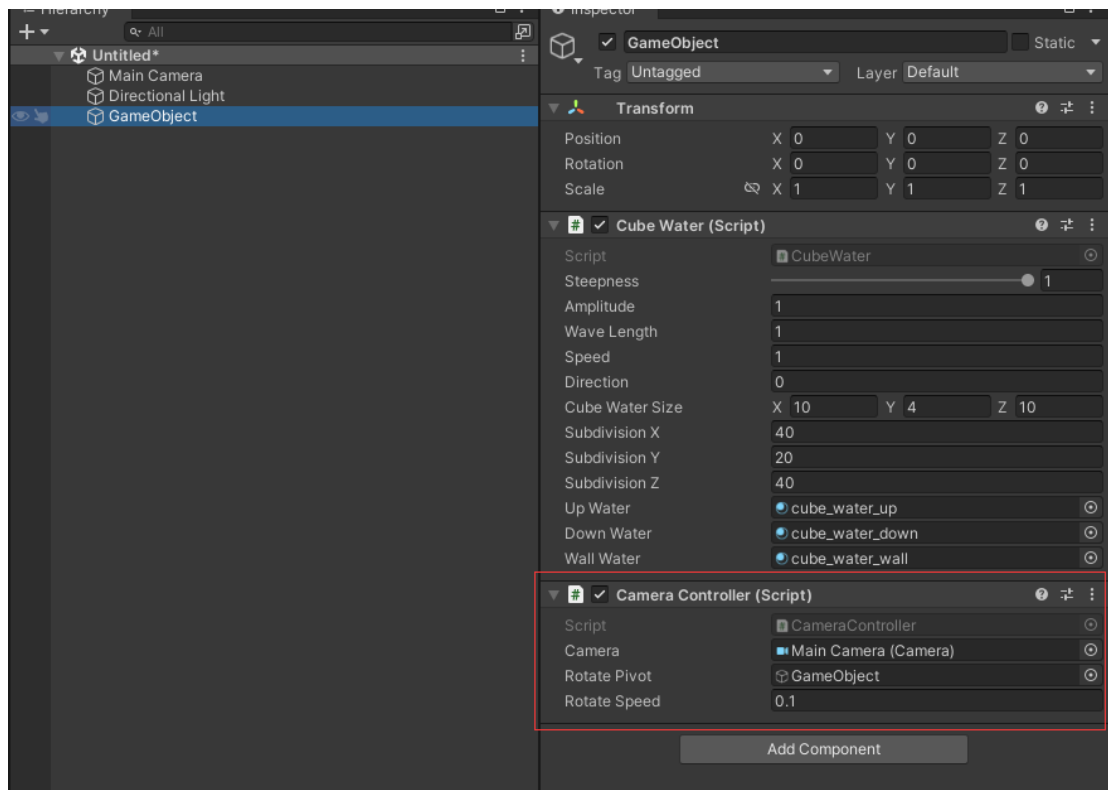 Hierarchy
All
Untitled*
Main Camera
Directional Light
GameObject
Inspector
GameObject
Static
Tag Untagged Layer Default
Transform
Position X 0 Y 0 Z 0
Rotation X 0 Y 0 Z 0
Scale X 1 Y 1 Z 1
# Cube Water (Script)
Script CubeWater
Steepness 1
Amplitude 1
Wave Length 1
Speed 1
Direction 0
Cube Water Size X 10 Y 4 Z 10
Subdivision X 40
Subdivision Y 20
Subdivision Z 40
Up Water cube_water_up
Down Water cube_water_down
Wall Water cube_water_wall
# Camera Controller (Script)
Script CameraController
Camera Main Camera (Camera)
Rotate Pivot GameObject
Rotate Speed 0.1
Add Component